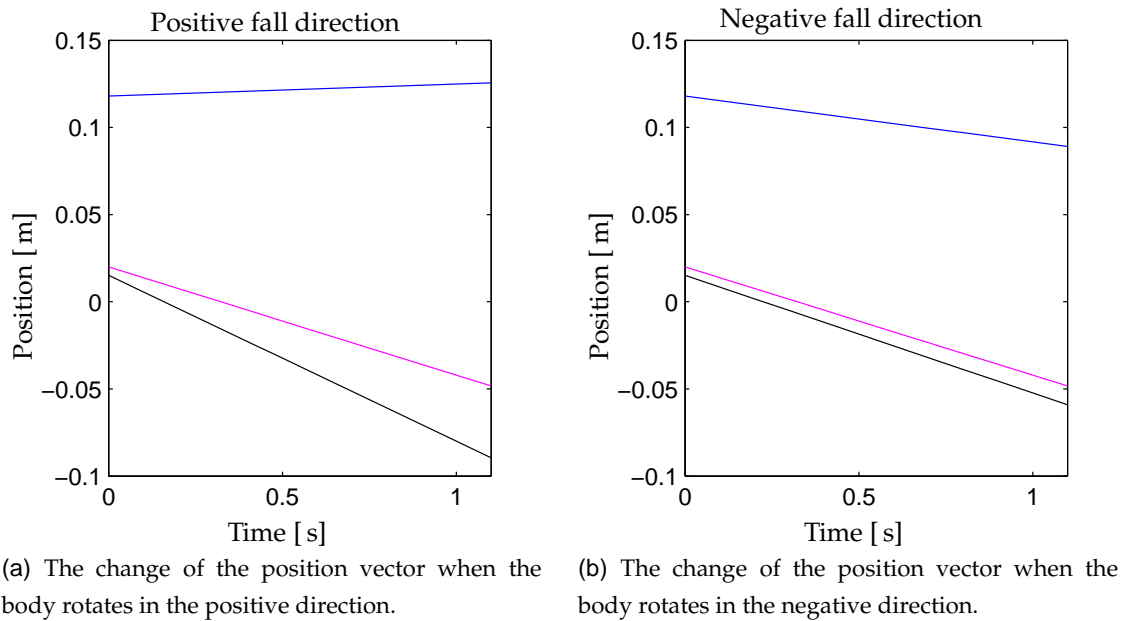 Positive fall direction
0.15
0.1
0.05
0
−0.05
−0.1
Position [ m]
0
0.5
1
Time [ s]
(a) The change of the position vector when the
body rotates in the positive direction.
Negative fall direction
0.15
0.1
0.05
0
−0.05
−0.1
Position [ m]
0
0.5
1
Time [ s]
(b) The change of the position vector when the
body rotates in the negative direction.